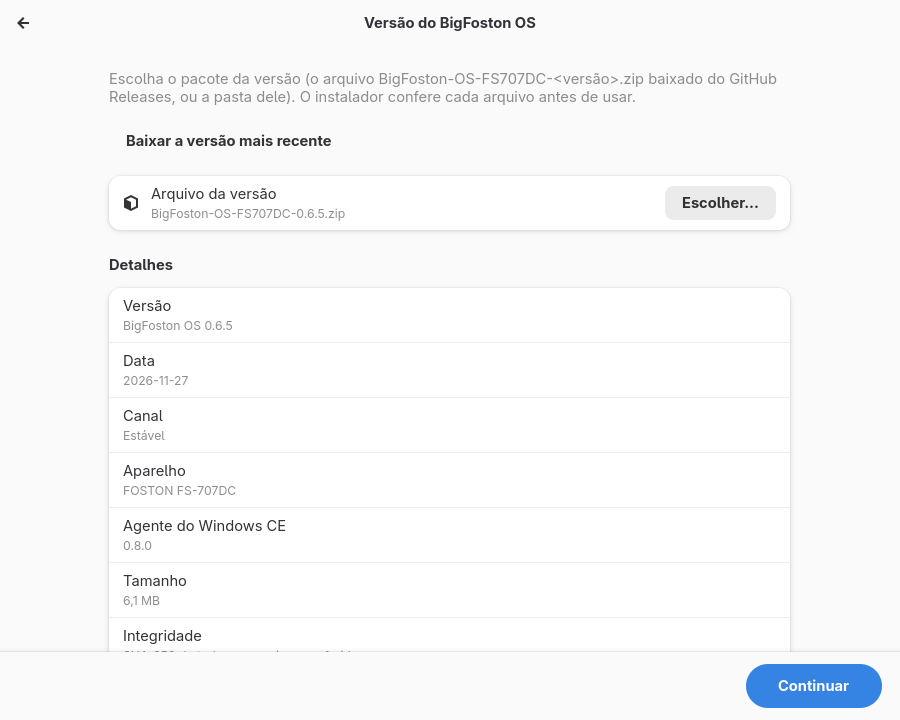 Versão do BigFoston OS
Escolha o pacote da versão (o arquivo BigFoston-OS-FS707DC-<versão>.zip baixado do GitHub
Releases, ou a pasta dele). O instalador confere cada arquivo antes de usar.
Baixar a versão mais recente
Arquivo da versão
BigFoston-OS-FS707DC-0.6.5.zip
Escolher...
Detalhes
Versão
BigFoston OS 0.6.5
Data
2026-11-27
Canal
Estável
Aparelho
FOSTON FS-707DC
Agente do Windows CE
0.8.0
Tamanho
6,1 MB
Integridade
Continuar